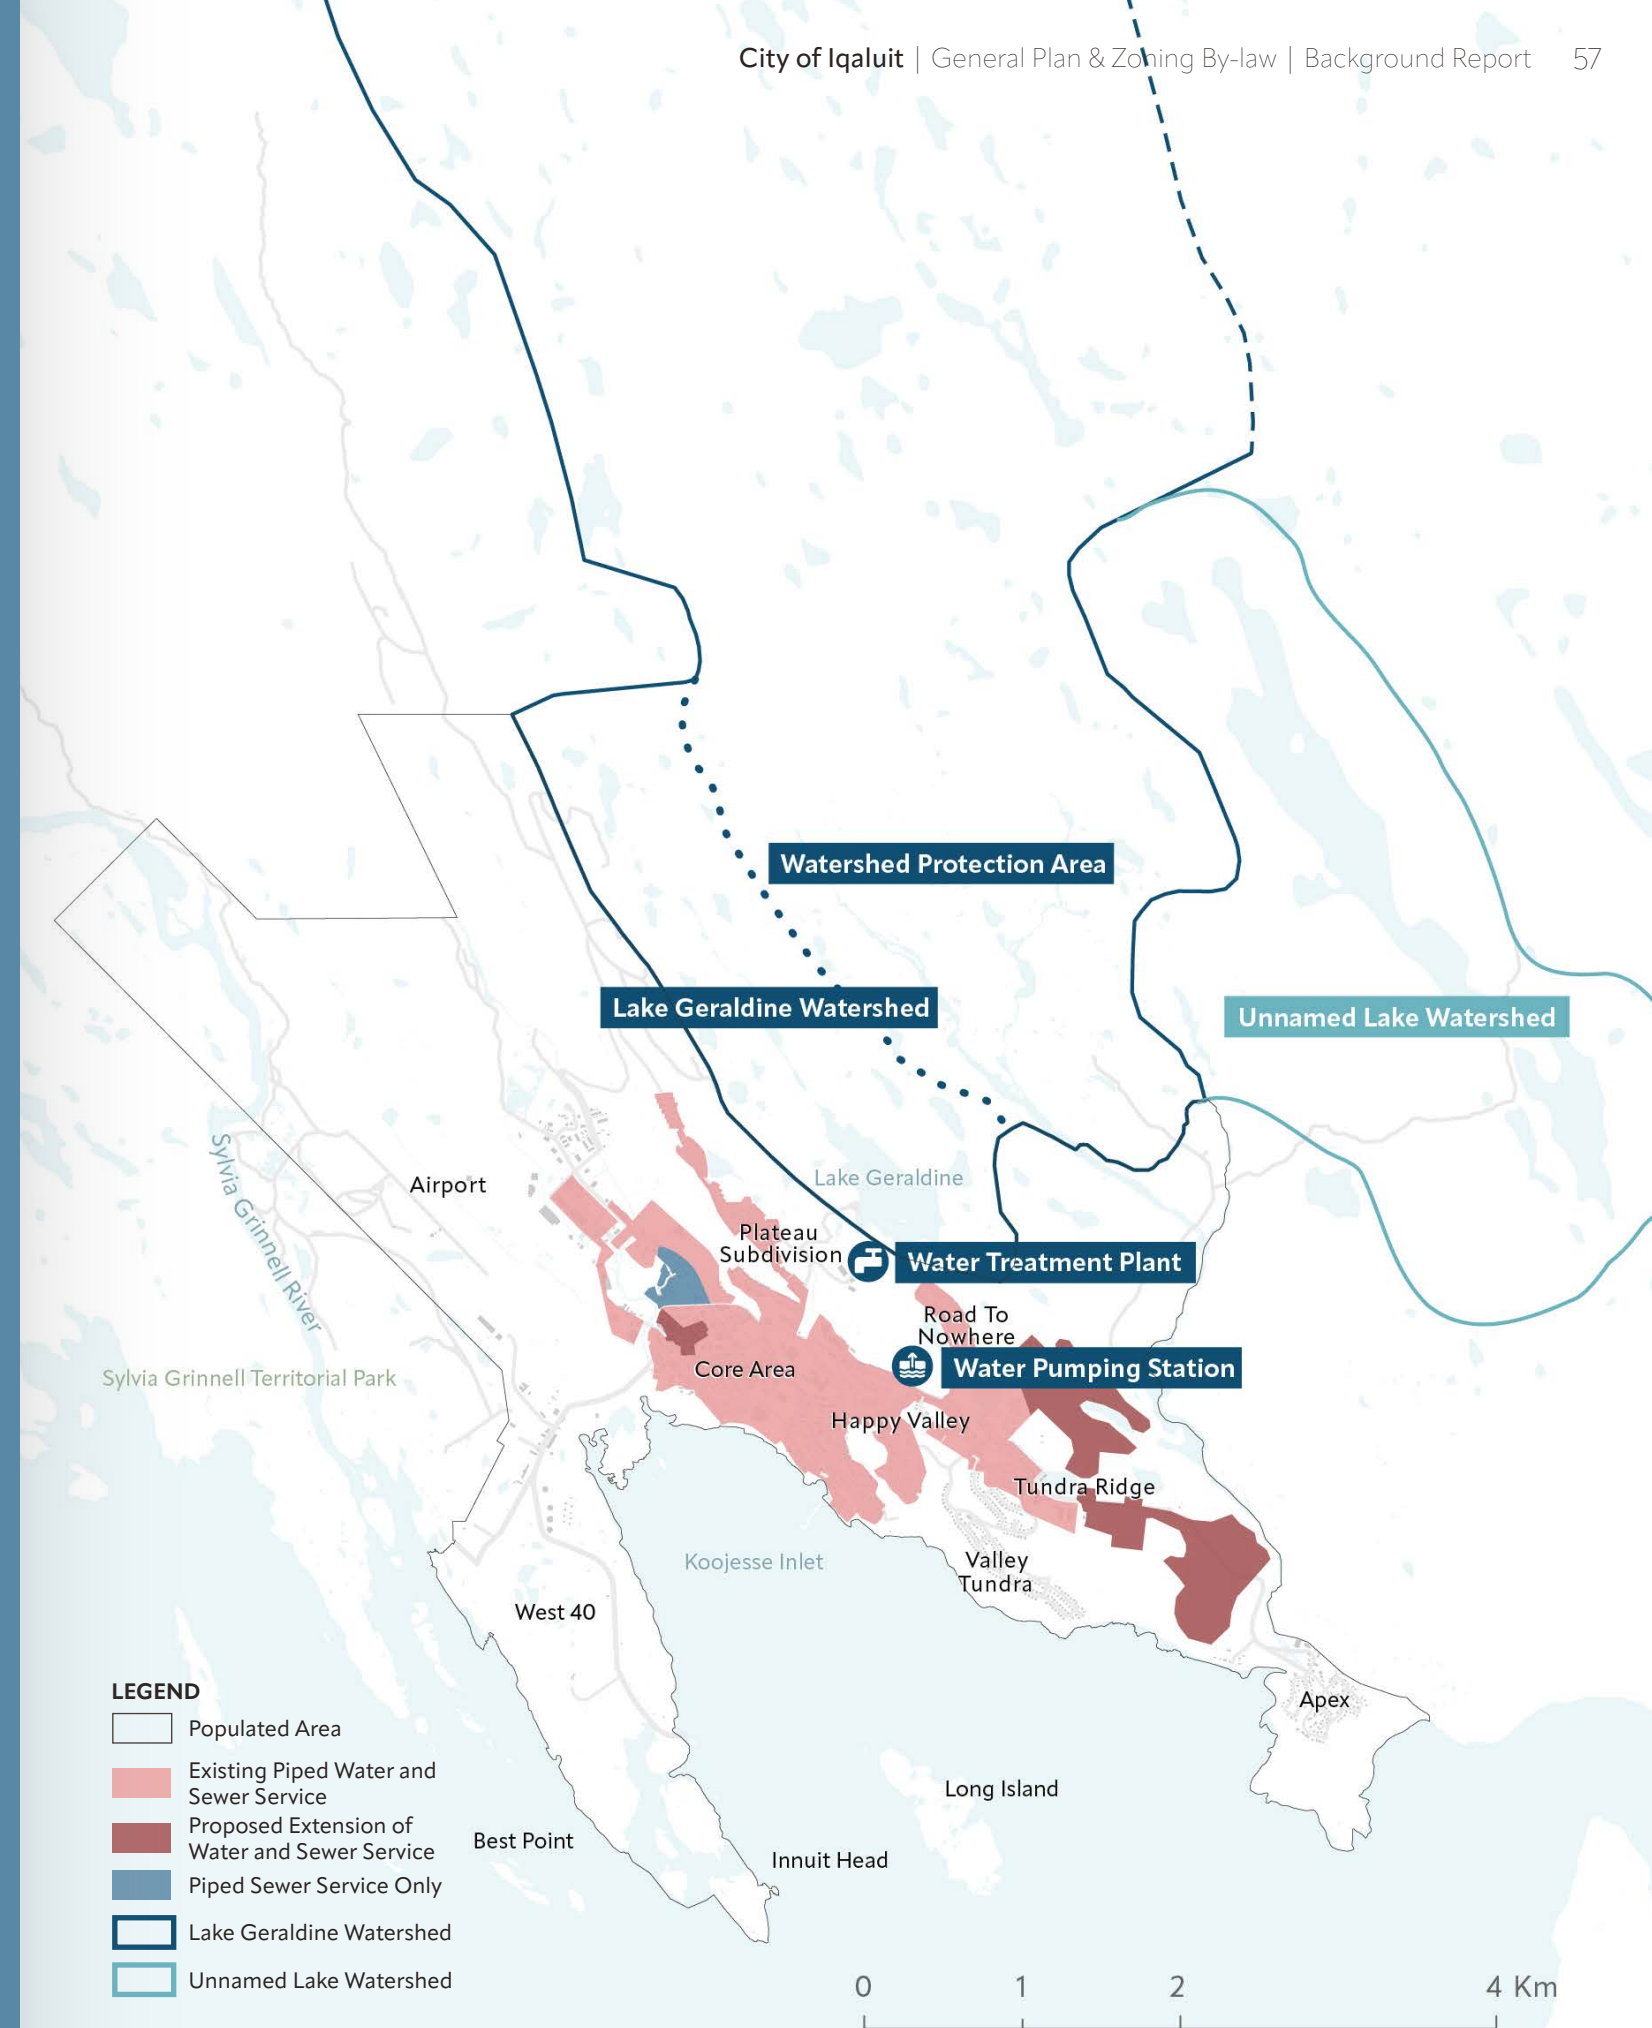 City of Iqaluit | General Plan & Zoning By-law | Background Report 57
Watershed Protection Area
Lake Geraldine Watershed
Unnamed Lake Watershed
Sylvia Grinnell River
Airport
Lake Geraldine
Plateau
Subdivision
Water Treatment Plant
Road To
Nowhere
Water Pumping Station
Sylvia Grinnell Territorial Park
Core Area
Happy Valley
Tundra Ridge
Koojesse Inlet
Valley
Tundra
West 40
Apex
Long Island
Best Point
Innuit Head
LEGEND
Populated Area
Existing Piped Water and
Sewer Service
Proposed Extension of
Water and Sewer Service
Piped Sewer Service Only
Lake Geraldine Watershed
Unnamed Lake Watershed
0 1 2 4 Km